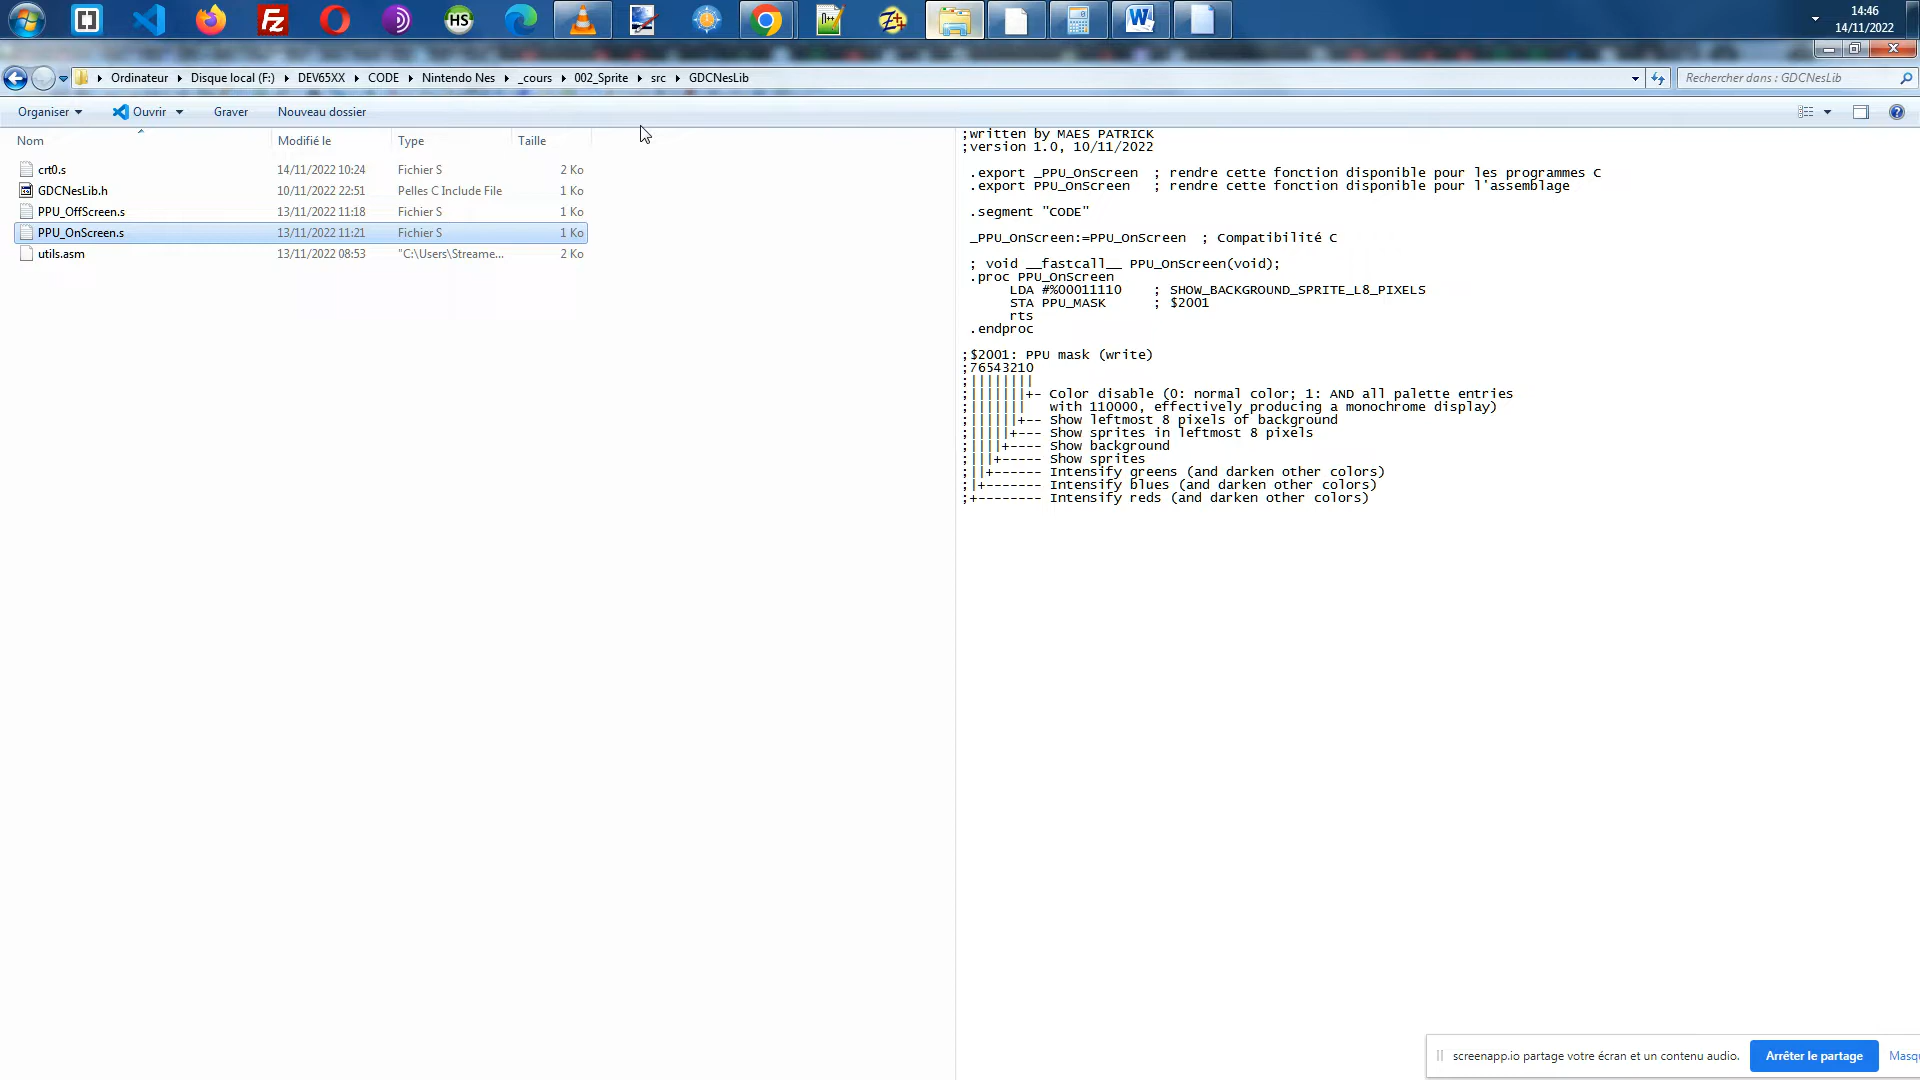 14:46
14/11/2022
Ordinateur Disque local (F:) DEV65XX CODE Nintendo Nes _cours 002_Sprite src GDCNesLib
Rechercher dans : GDCNesLib
Organiser Ouvrir Graver Nouveau dossier
Nom Modifié le Type Taille
crt0.s 14/11/2022 10:24 Fichier S 2 Ko
GDCNesLib.h 10/11/2022 22:51 Pelles C Include File 1 Ko
PPU_OffScreen.s 13/11/2022 11:18 Fichier S 1 Ko
PPU_OnScreen.s 13/11/2022 11:21 Fichier S 1 Ko
utils.asm 13/11/2022 08:53 "C:\Users\Streame... 2 Ko
;written by MAES PATRICK
;version 1.0, 10/11/2022
.export _PPU_OnScreen ; rendre cette fonction disponible pour les programmes C
.export PPU_OnScreen ; rendre cette fonction disponible pour l'assemblage
.segment "CODE"
_PPU_OnScreen:=PPU_OnScreen ; Compatibilité C
; void __fastcall__ PPU_OnScreen(void);
.proc PPU_OnScreen
LDA #%00011110 ; SHOW_BACKGROUND_SPRITE_L8_PIXELS
STA PPU_MASK ; $2001
rts
.endproc
;$2001: PPU mask (write)
;76543210
;||||||||
;|||||||+- Color disable (0: normal color; 1: AND all palette entries
;||||||| with 110000, effectively producing a monochrome display)
;||||||+-- Show leftmost 8 pixels of background
;|||||+--- Show sprites in leftmost 8 pixels
;||||+---- Show background
;|||+----- Show sprites
;||+------ Intensify greens (and darken other colors)
;|+------- Intensify blues (and darken other colors)
;+-------- Intensify reds (and darken other colors)
screenapp.io partage votre écran et un contenu audio. Arrêter le partage Masqu